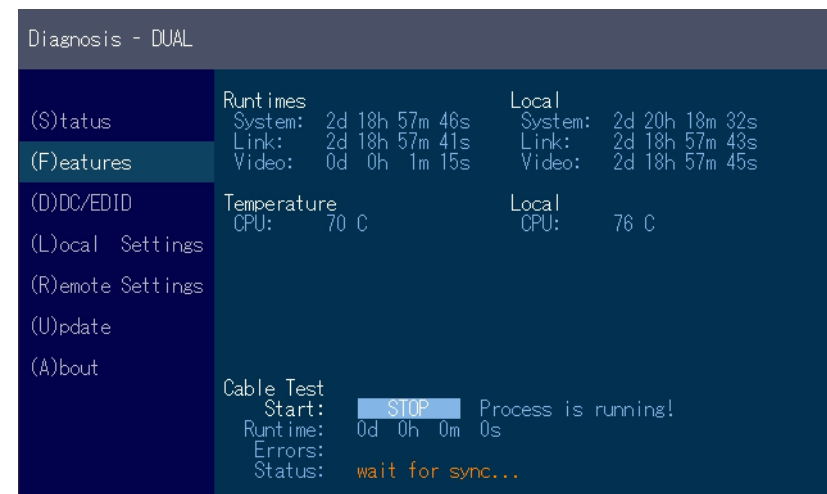 Diagnosis - DUAL
(S)tatus
(F)eatures
(D)DC/EDID
(L)ocal Settings
(R)emote Settings
(U)pdate
(A)bout
Runtimes Local
System: 2d 18h 57m 46s System: 2d 20h 18m 32s
Link: 2d 18h 57m 41s Link: 2d 18h 57m 43s
Video: 0d 0h 1m 15s Video: 2d 18h 57m 45s
Temperature Local
CPU: 70 C CPU: 76 C
Cable Test
Start: STOP Process is running!
Runtime: 0d 0h 0m 0s
Errors:
Status: wait for sync...